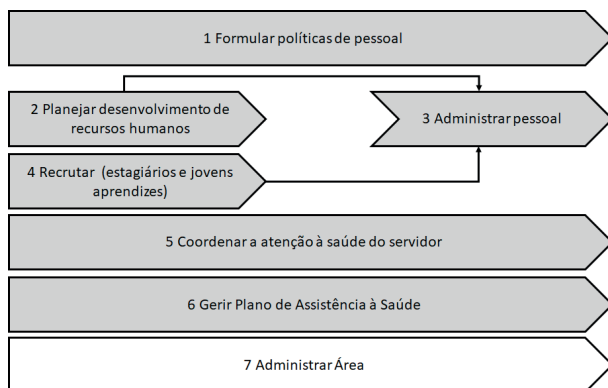 1 Formular políticas de pessoal
2 Planejar desenvolvimento de
recursos humanos
3 Administrar pessoal
4 Recrutar (estagiários e jovens
aprendizes)
5 Coordenar a atenção à saúde do servidor
6 Gerir Plano de Assistência à Saúde
7 Administrar Área